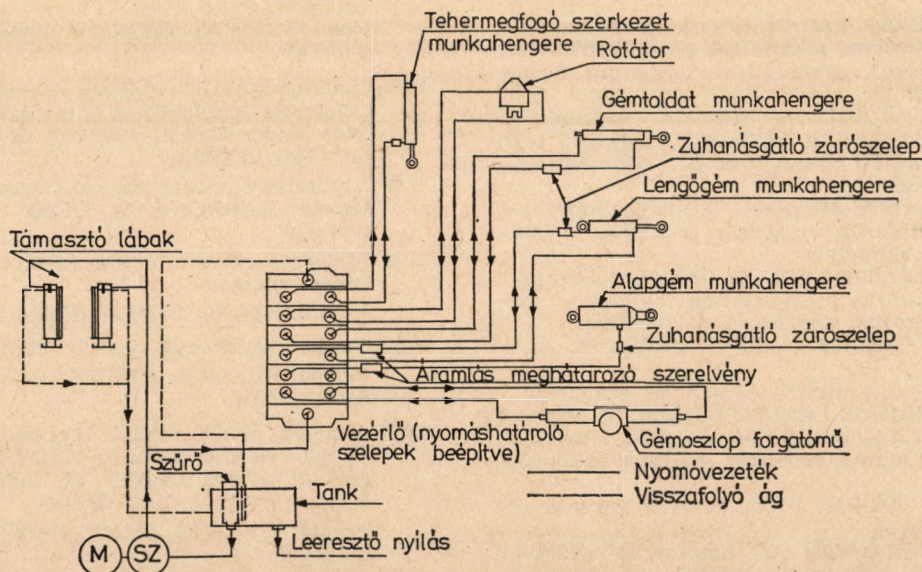 Tehermegfogó szerkezet
munkahengere
Rotátor
Gémtoldat munkahengere
Zuhanásgátló zárószelep
Lengőgém munkahengere
Támasztó lábak
Alapgém munkahengere
Zuhanásgátló zárószelep
Áramlás meghatározó szerelvény
Vezérlő (nyomáshatároló
szelepek beépítve)
Gémoszlop forgatómű
Szűrő
Nyomóvezeték
Tank
Visszafolyó ág
M
SZ
Leeresztő nyílás